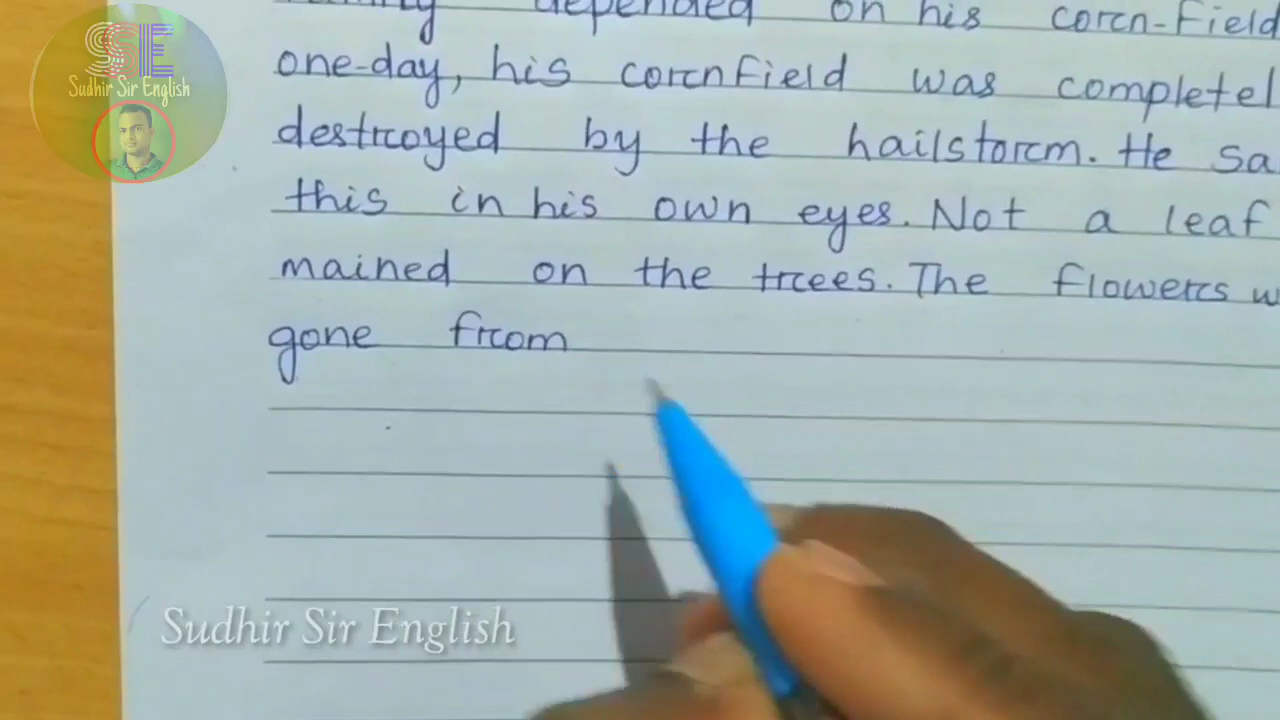 SE
Sudhir Sir English
depended on his corn-field
one-day, his cornfield was completel
destroyed by the hailstorm. He sa
this in his own eyes. Not a leaf
mained on the trees. The flowers w
gone from
Sudhir Sir English